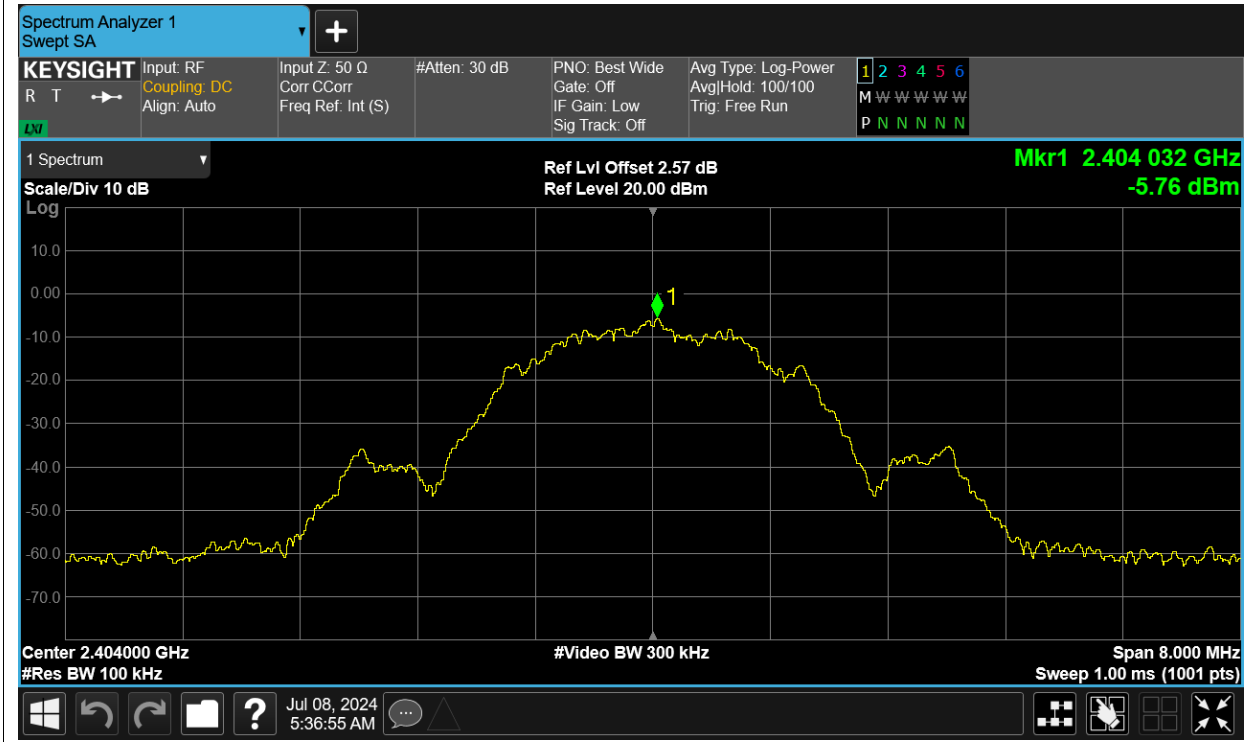 Spectrum Analyzer 1
Swept SA
+
KEYSIGHT
R T
LXI
Input: RF
Coupling: DC
Align: Auto
Input Z: 50 Ω
Corr CCorr
Freq Ref: Int (S)
#Atten: 30 dB
PNO: Best Wide
Gate: Off
IF Gain: Low
Sig Track: Off
Avg Type: Log-Power
Avg|Hold: 100/100
Trig: Free Run
1 2 3 4 5 6
M W W W W W
P N N N N N
1 Spectrum
Scale/Div 10 dB
Log
Ref Lvl Offset 2.57 dB
Ref Level 20.00 dBm
Mkr1 2.404 032 GHz
-5.76 dBm
1
10.0
0.00
-10.0
-20.0
-30.0
-40.0
-50.0
-60.0
-70.0
Center 2.404000 GHz
#Res BW 100 kHz
#Video BW 300 kHz
Span 8.000 MHz
Sweep 1.00 ms (1001 pts)
?
Jul 08, 2024
5:36:55 AM